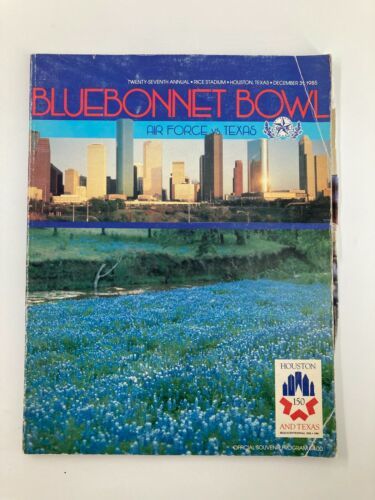 TWENTY-SEVENTH ANNUAL • RICE STADIUM • HOUSTON, TEXAS • DECEMBER 31, 1985
BLUEBONNET BOWL
AIR FORCE vs TEXAS
HOUSTON
150
AND TEXAS
OFFICIAL SOUVENIR PROGRAM